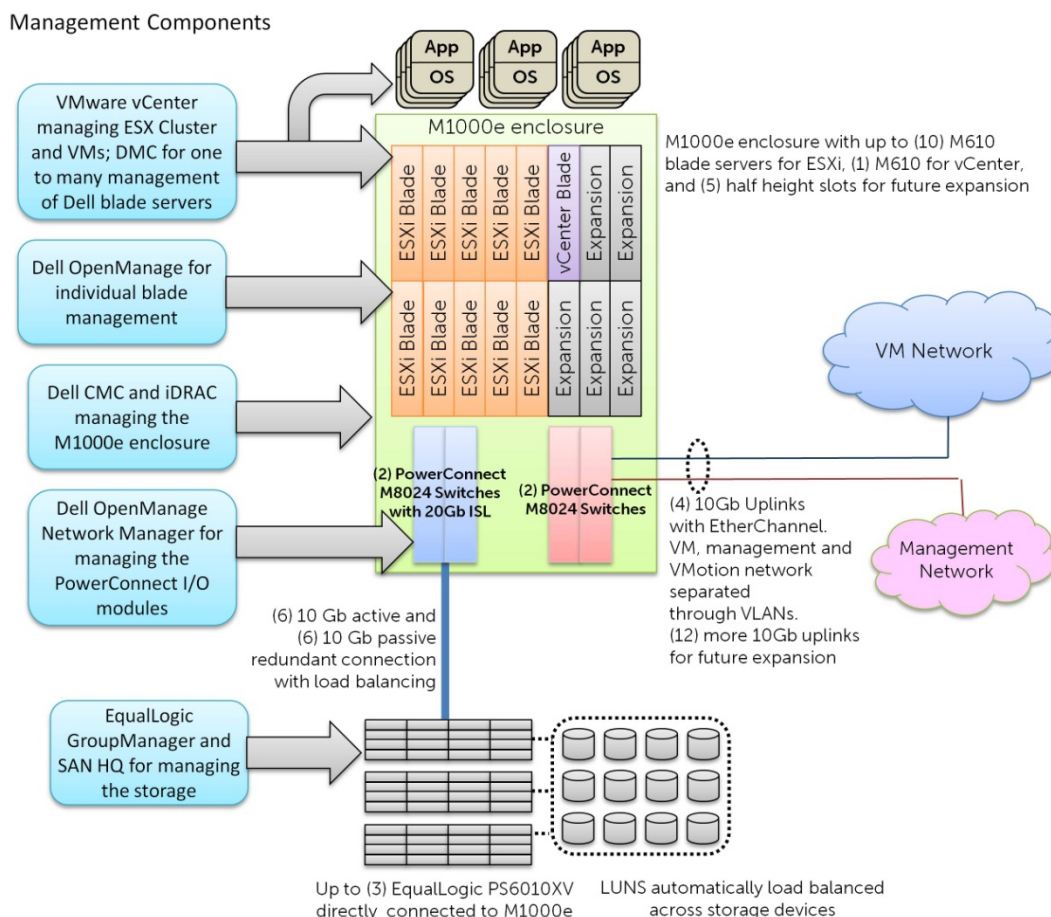 Management Components
App
OS
App
OS
App
OS
VMware vCenter
managing ESX Cluster
and VMs; DMC for one
to many management
of Dell blade servers
M1000e enclosure
ESXi Blade
ESXi Blade
ESXi Blade
ESXi Blade
ESXi Blade
vCenter Blade
Expansion
Expansion
M1000e enclosure with up to (10) M610
blade servers for ESXi, (1) M610 for vCenter,
and (5) half height slots for future expansion
Dell OpenManage for
individual blade
management
ESXi Blade
ESXi Blade
ESXi Blade
ESXi Blade
ESXi Blade
Expansion
Expansion
Expansion
VM Network
Dell CMC and iDRAC
managing the
M1000e enclosure
(2) PowerConnect
M8024 Switches
with 20Gb ISL
(2) PowerConnect
M8024 Switches
(4) 10Gb Uplinks
with EtherChannel.
VM, management and
VMotion network
separated
through VLANs.
(12) more 10Gb uplinks
for future expansion
Management
Network
Dell OpenManage
Network Manager for
managing the
PowerConnect I/O
modules
(6) 10 Gb active and
(6) 10 Gb passive
redundant connection
with load balancing
EqualLogic
GroupManager and
SAN HQ for managing
the storage
Up to (3) EqualLogic PS6010XV
directly connected to M1000e
LUNS automatically load balanced
across storage devices